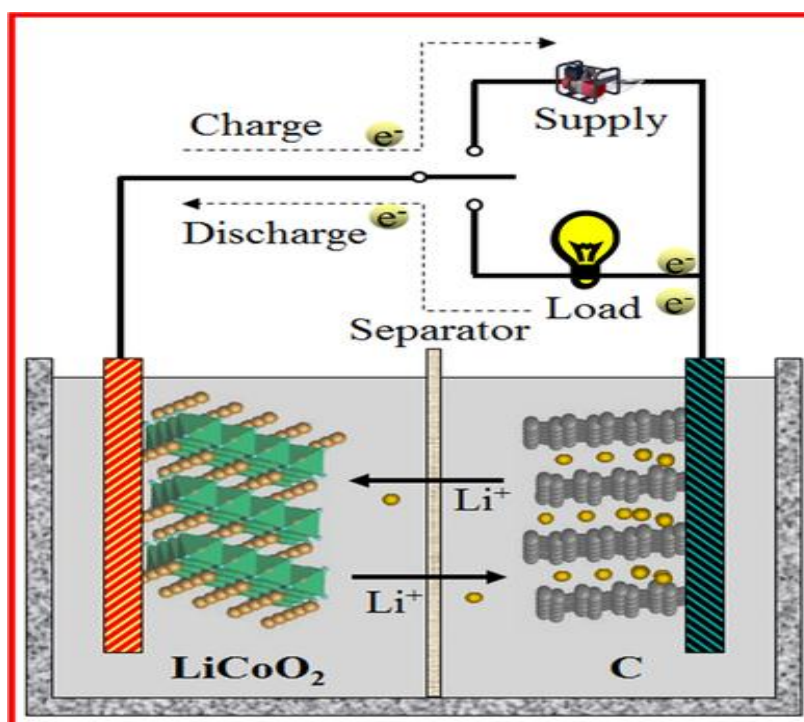 Supply
Charge
e-
Discharge
e-
Load
e-
e-
Separator
Li+
Li+
LiCoO2
C